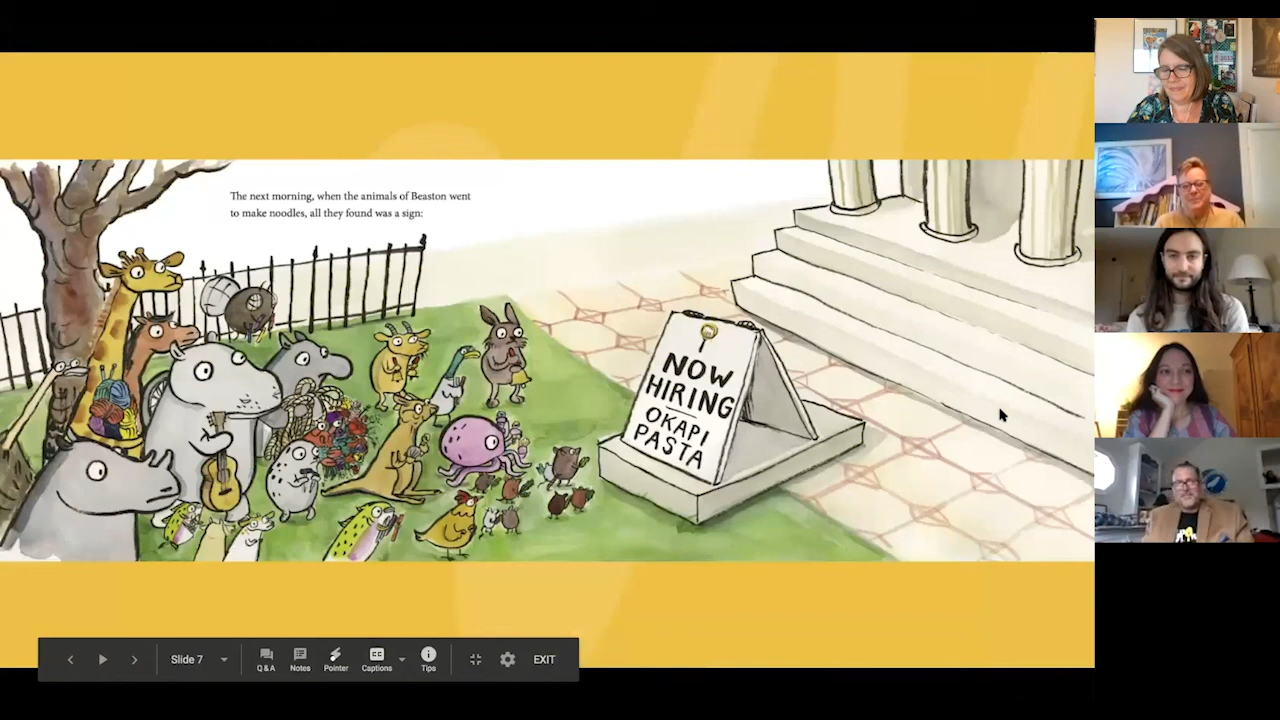 The next morning, when the animals of Beaston went
to make noodles, all they found was a sign:
NOW
HIRING
OKAPI
PASTA
Slide 7
Q & A
Notes
Pointer
Captions
Tips
EXIT